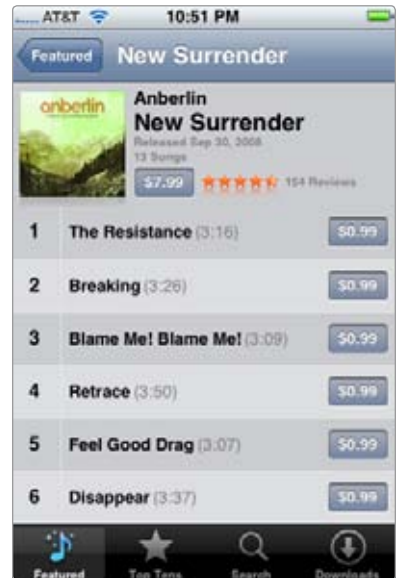 AT&T 10:51 PM
Featured New Surrender
anberlin
Anberlin
New Surrender
Released Sep 30, 2008
13 Songs
$7.99 154 Reviews
1 The Resistance (3:16) $0.99
2 Breaking (3:26) $0.99
3 Blame Me! Blame Me! (3:09) $0.99
4 Retrace (3:50) $0.99
5 Feel Good Drag (3:07) $0.99
6 Disappear (3:37) $0.99
Featured Top Tens Search Downloads